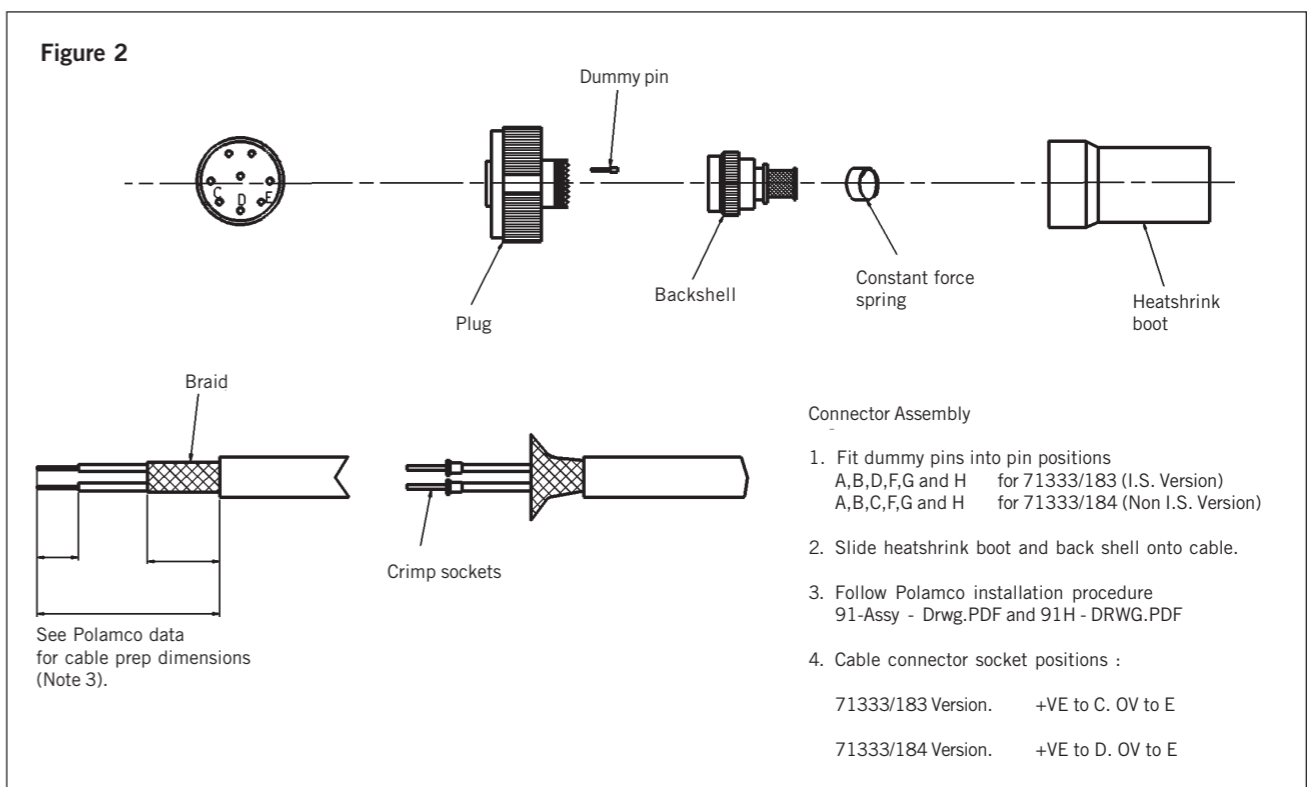 Figure 2
Dummy pin
C
D
E
Plug
Backshell
Constant force
spring
Heatshrink
boot
Braid
Crimp sockets
See Polamco data
for cable prep dimensions
(Note 3).
Connector Assembly
1. Fit dummy pins into pin positions
A,B,D,F,G and H for 71333/183 (I.S. Version)
A,B,C,F,G and H for 71333/184 (Non I.S. Version)
2. Slide heatshrink boot and back shell onto cable.
3. Follow Polamco installation procedure
91-Assy - Drwg.PDF and 91H - DRWG.PDF
4. Cable connector socket positions :
71333/183 Version. +VE to C. OV to E
71333/184 Version. +VE to D. OV to E